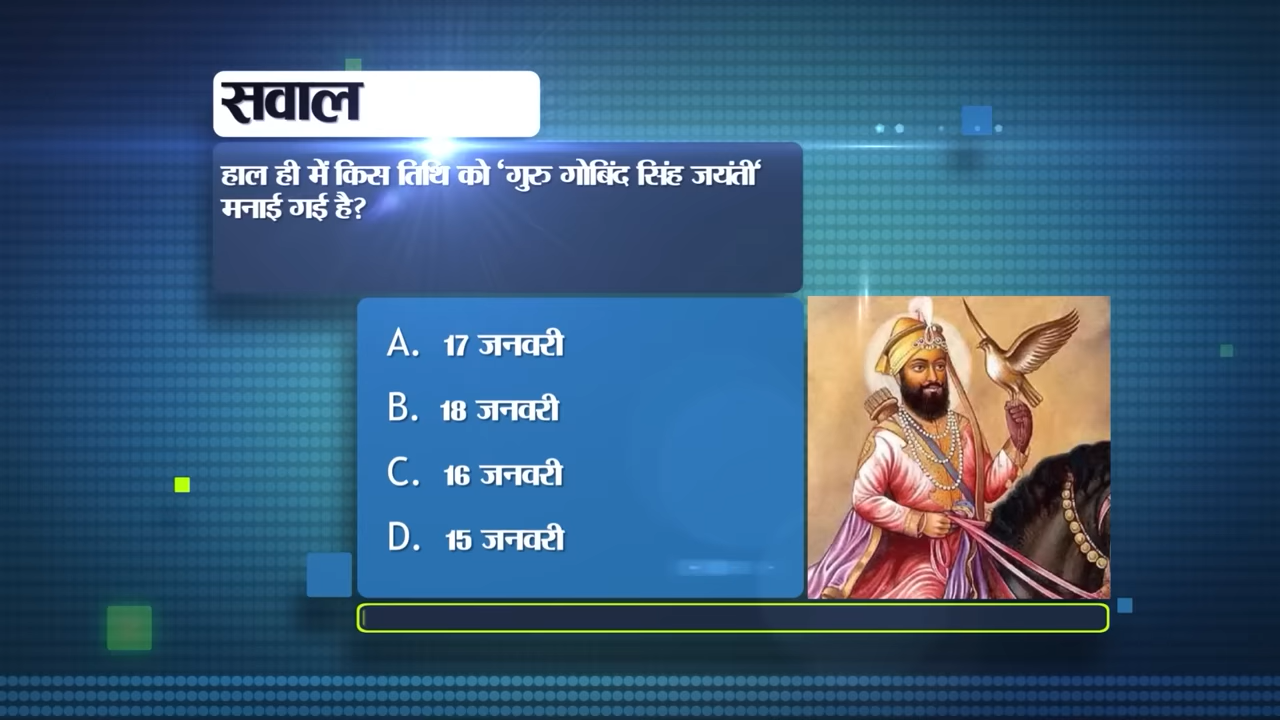 सवाल
हाल ही में किस तिथि को ‘गुरु गोबिंद सिंह जयंती‘
मनाई गई है?
A. 17 जनवरी
B. 18 जनवरी
C. 16 जनवरी
D. 15 जनवरी